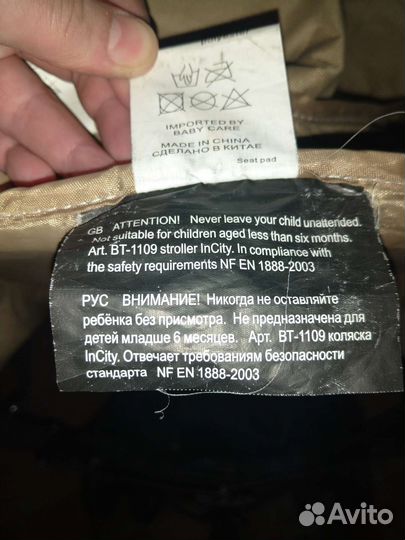 IMPORTED BY
BABY CARE
MADE IN CHINA
СДЕЛАНО В КИТАЕ
Seat pad
GB ATTENTION! Never leave your child unattended.
Not suitable for children aged less than six months.
Art. BT-1109 stroller InCity. In compliance with
the safety requirements NF EN 1888-2003
РУС ВНИМАНИЕ! Никогда не оставляйте
ребёнка без присмотра. Не предназначена для
детей младше 6 месяцев. Арт. BT-1109 коляска
InCity. Отвечает требованиям безопасности
стандарта NF EN 1888-2003
Avito